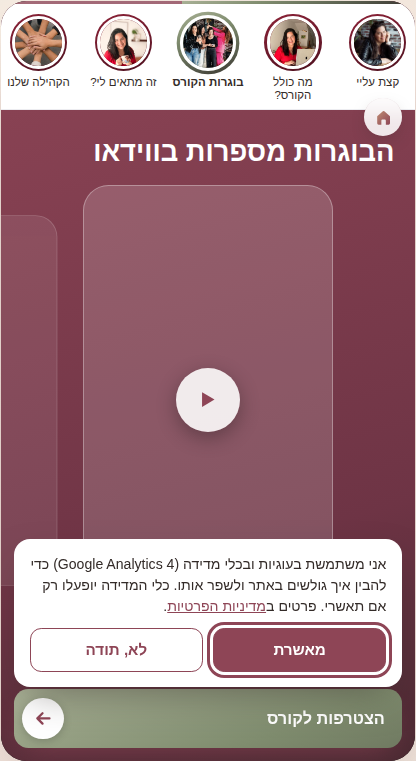 קצת עליי
מה כולל
הקורס?
בוגרות הקורס
זה מתאים לי?
הקהילה שלנו
הבוגרות מספרות בווידאו
אני משתמשת בעוגיות ובכלי מדידה (Google Analytics 4) כדי
להבין איך גולשים באתר ולשפר אותו. כלי המדידה יופעלו רק
אם תאשרי. פרטים במדיניות הפרטיות.
מאשרת
לא, תודה
הצטרפות לקורס